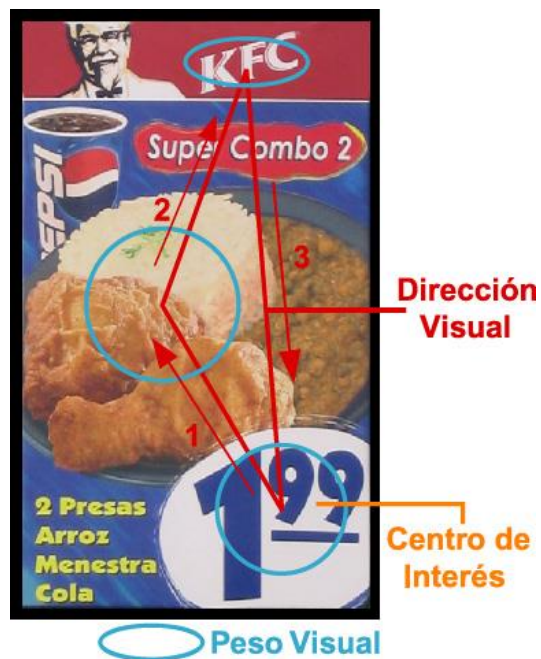 KFC
PEPSI
Super Combo 2
2
3
Dirección
Visual
1
1.99
2 Presas
Arroz
Menestra
Cola
Centro de
Interés
Peso Visual